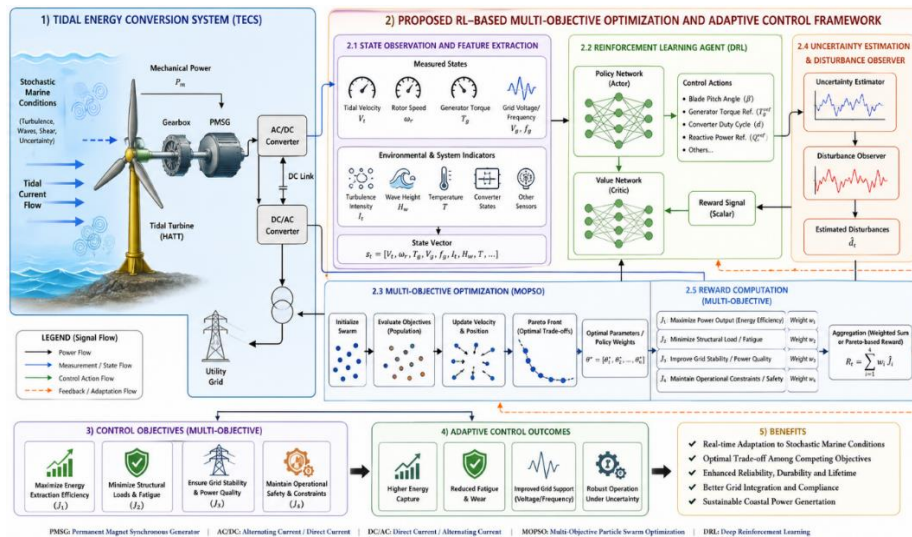 1) TIDAL ENERGY CONVERSION SYSTEM (TECS)
Stochastic
Marine
Conditions
(Turbulence,
Waves, Shear,
Uncertainty)
Tidal
Current
Flow
Mechanical Power
Pₘ
Gearbox
PMSG
AC/DC
Converter
DC Link
DC/AC
Converter
Tidal Turbine
(HATT)
Utility
Grid
LEGEND (Signal Flow)
Power Flow
Measurement / State Flow
Control Action Flow
Feedback / Adaptation Flow
2) PROPOSED RL–BASED MULTI-OBJECTIVE OPTIMIZATION AND ADAPTIVE CONTROL FRAMEWORK
2.1 STATE OBSERVATION AND FEATURE EXTRACTION
Measured States
Tidal Velocity
Vₜ
Rotor Speed
ωᵣ
Generator Torque
T_g
Grid Voltage/
Frequency
V_g, f_g
Environmental & System Indicators
Turbulence
Intensity
Iₜ
Wave Height
H_w
Temperature
T
Converter
States
Other
Sensors
State Vector
sₜ = [Vₜ, ωᵣ, T_g, V_g, f_g, Iₜ, H_w, T, ...]
2.2 REINFORCEMENT LEARNING AGENT (DRL)
Policy Network
(Actor)
Control Actions
• Blade Pitch Angle (β)
• Generator Torque Ref. (T_g^ref)
• Converter Duty Cycle (d)
• Reactive Power Ref.
• Others...
Value Network
(Critic)
Reward Signal
(Scalar)
2.4 UNCERTAINTY ESTIMATION
& DISTURBANCE OBSERVER
Uncertainty Estimator
Disturbance Observer
Estimated Disturbances
d̂ₜ
2.3 MULTI-OBJECTIVE OPTIMIZATION (MOPSO)
Initialize
Swarm
Evaluate Objectives
(Population)
Update Velocity
& Position
Pareto Front
(Optimal Trade-offs)
Optimal Parameters /
Policy Weights
2.5 REWARD COMPUTATION
(MULTI-OBJECTIVE)
J₁ Maximize Power Output (Energy Efficiency)
Weight w₁
J₂ Minimize Structural Load / Fatigue
Weight w₂
J₃ Improve Grid Stability / Power Quality
Weight w₃
J₄ Maintain Operational Constraints / Safety
Aggregation (Weighted Sum
or Pareto-based Reward)
3) CONTROL OBJECTIVES (MULTI-OBJECTIVE)
Maximize Energy
Extraction Efficiency
(J₁)
Minimize Structural
Loads & Fatigue
(J₂)
Ensure Grid Stability
& Power Quality
(J₃)
Maintain Operational
Safety & Constraints
(J₄)
4) ADAPTIVE CONTROL OUTCOMES
Higher Energy
Capture
Reduced Fatigue
& Wear
Improved Grid Support
(Voltage/Frequency)
Robust Operation
Under Uncertainty
5) BENEFITS
✔ Real-time Adaptation to Stochastic Marine Conditions
✔ Optimal Trade-off Among Competing Objectives
✔ Enhanced Reliability, Durability and Lifetime
✔ Better Grid Integration and Compliance
✔ Sustainable Coastal Power Genertation
PMSG: Permanent Magnet Synchronous Generator | AC/DC: Alternating Current / Direct Current | DC/AC: Direct Current / Alternating Current | MOPSO: Multi-Objective Particle Swarm Optimization | DRL: Deep Reinforcement Learning